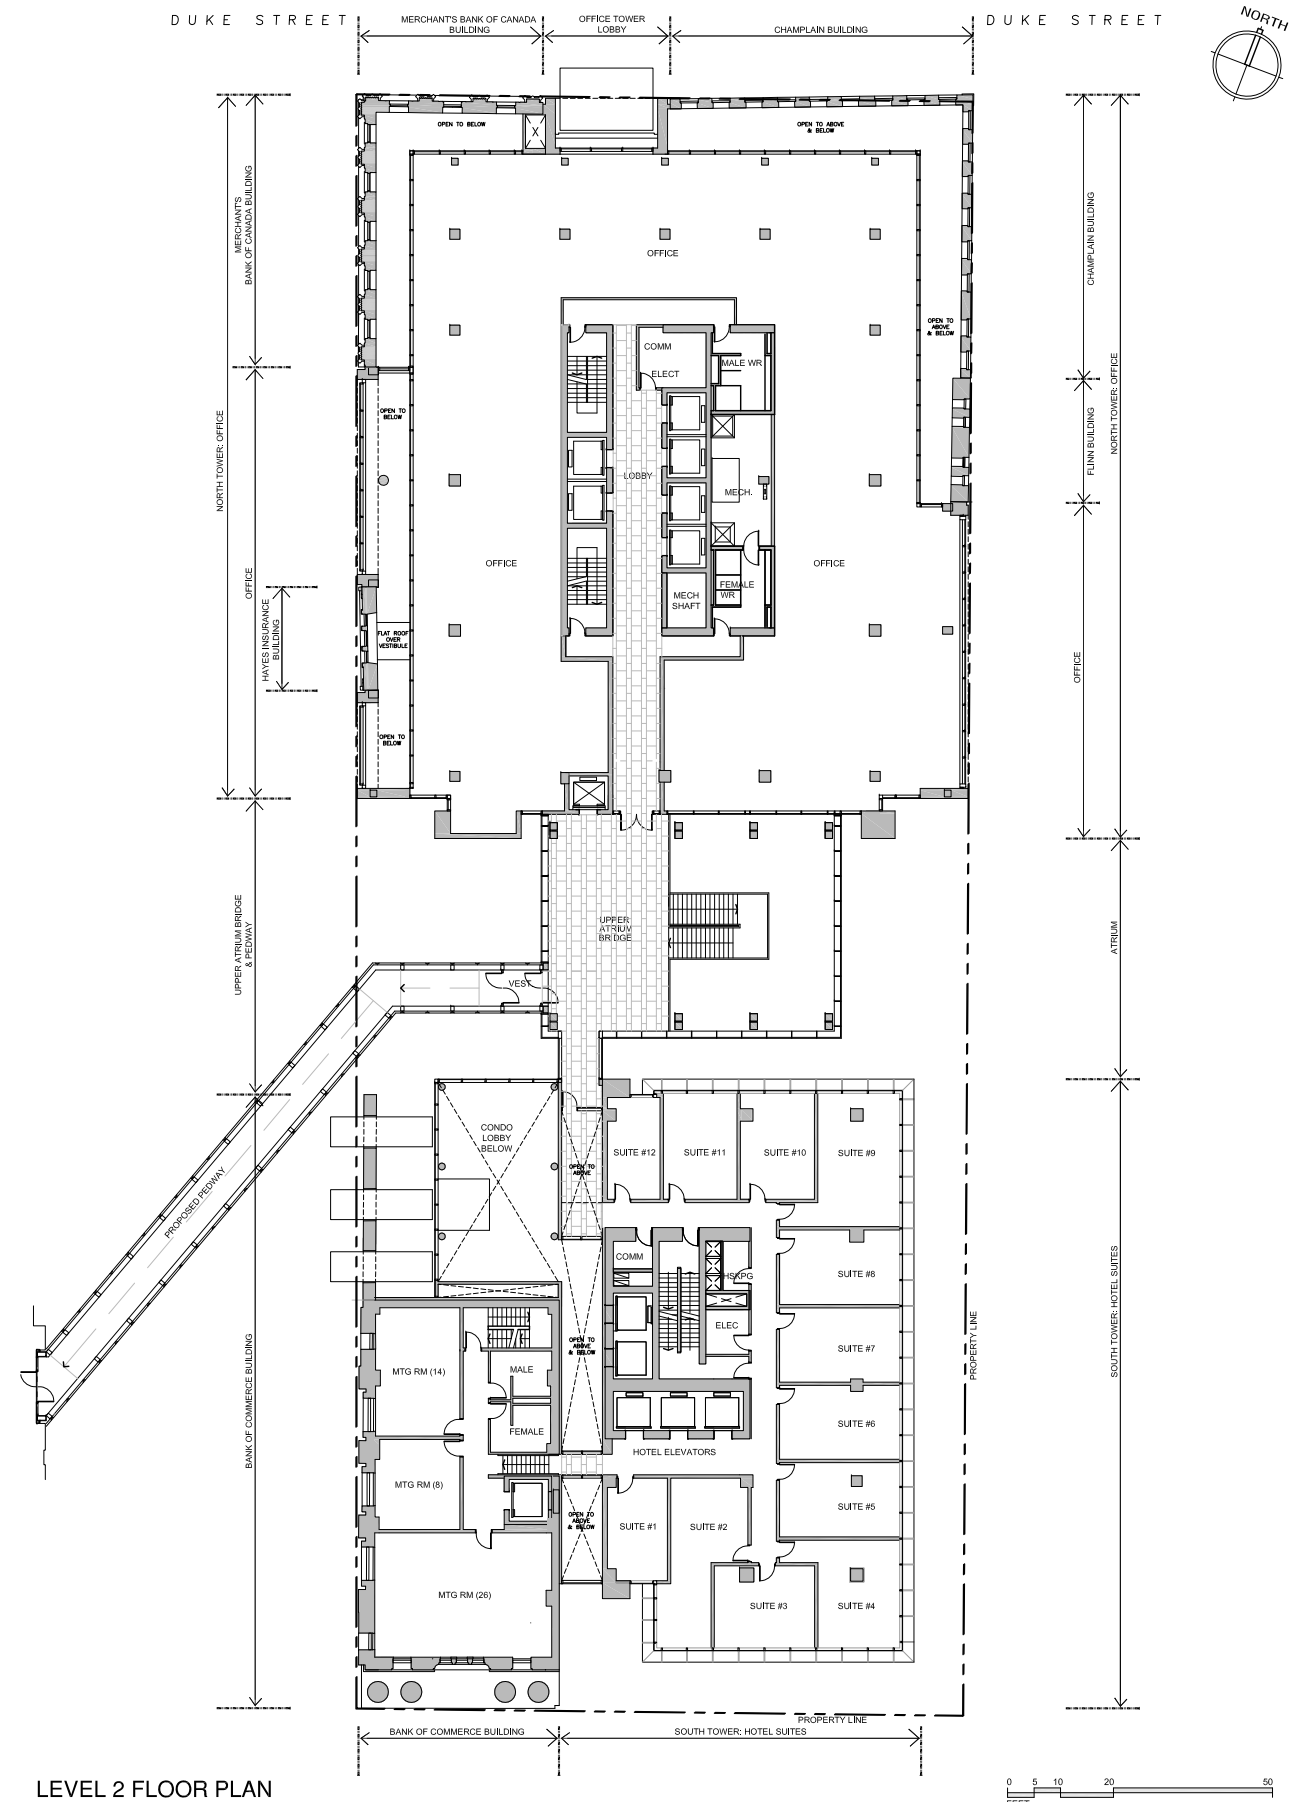 DUKE STREET
MERCHANT'S BANK OF CANADA
BUILDING
OFFICE TOWER
LOBBY
CHAMPLAIN BUILDING
DUKE STREET
NORTH
OPEN TO BELOW
OPEN TO ABOVE
& BELOW
MERCHANT'S
BANK OF CANADA BUILDING
CHAMPLAIN BUILDING
OFFICE
OPEN TO
ABOVE
& BELOW
COMM
ELECT
MALE WR
NORTH TOWER: OFFICE
OPEN TO
BELOW
FLINN BUILDING
NORTH TOWER: OFFICE
LOBBY
MECH.
OFFICE
OFFICE
OFFICE
MECH
SHAFT
FEMALE
WR
HAYES INSURANCE
BUILDING
FLAT ROOF
OVER
VESTIBULE
OFFICE
OPEN TO
BELOW
UPPER ATRIUM BRIDGE
& PEDWAY
UPPER
ATRIUM
BRIDGE
ATRIUM
VEST
CONDO
LOBBY
BELOW
OPEN TO
ABOVE
SUITE #12
SUITE #11
SUITE #10
SUITE #9
PROPOSED PEDWAY
COMM
HSKPG
SUITE #8
ELEC
OPEN TO
ABOVE
& BELOW
SUITE #7
PROPERTY LINE
SOUTH TOWER: HOTEL SUITES
BANK OF COMMERCE BUILDING
MTG RM (14)
MALE
FEMALE
SUITE #6
HOTEL ELEVATORS
MTG RM (8)
OPEN TO
ABOVE
& BELOW
SUITE #1
SUITE #2
SUITE #5
MTG RM (26)
SUITE #3
SUITE #4
PROPERTY LINE
BANK OF COMMERCE BUILDING
SOUTH TOWER: HOTEL SUITES
LEVEL 2 FLOOR PLAN
0 5 10 20 50